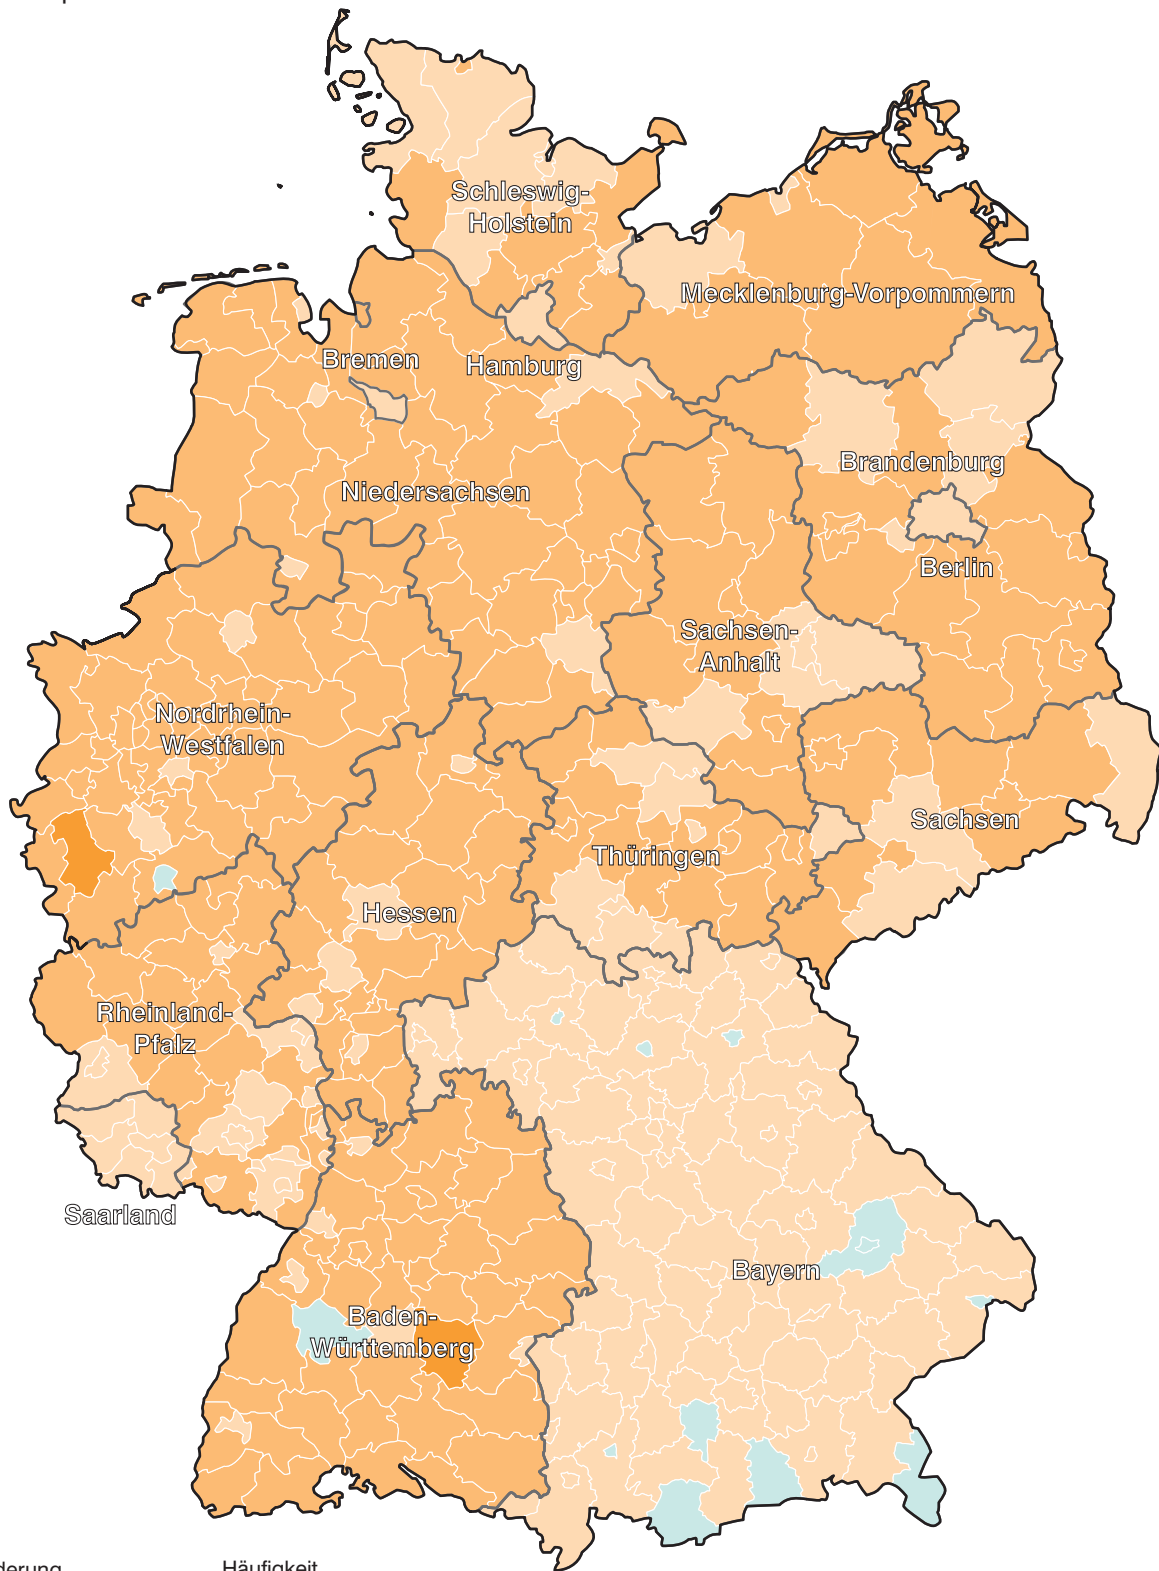 Schleswig-
Holstein
Mecklenburg-Vorpommern
Bremen
Hamburg
Brandenburg
Niedersachsen
Berlin
Sachsen-
Anhalt
Nordrhein-
Westfalen
Sachsen
Thüringen
Hessen
Rheinland-
Pfalz
Saarland
Bayern
Baden-
Württemberg
Häufigkeit